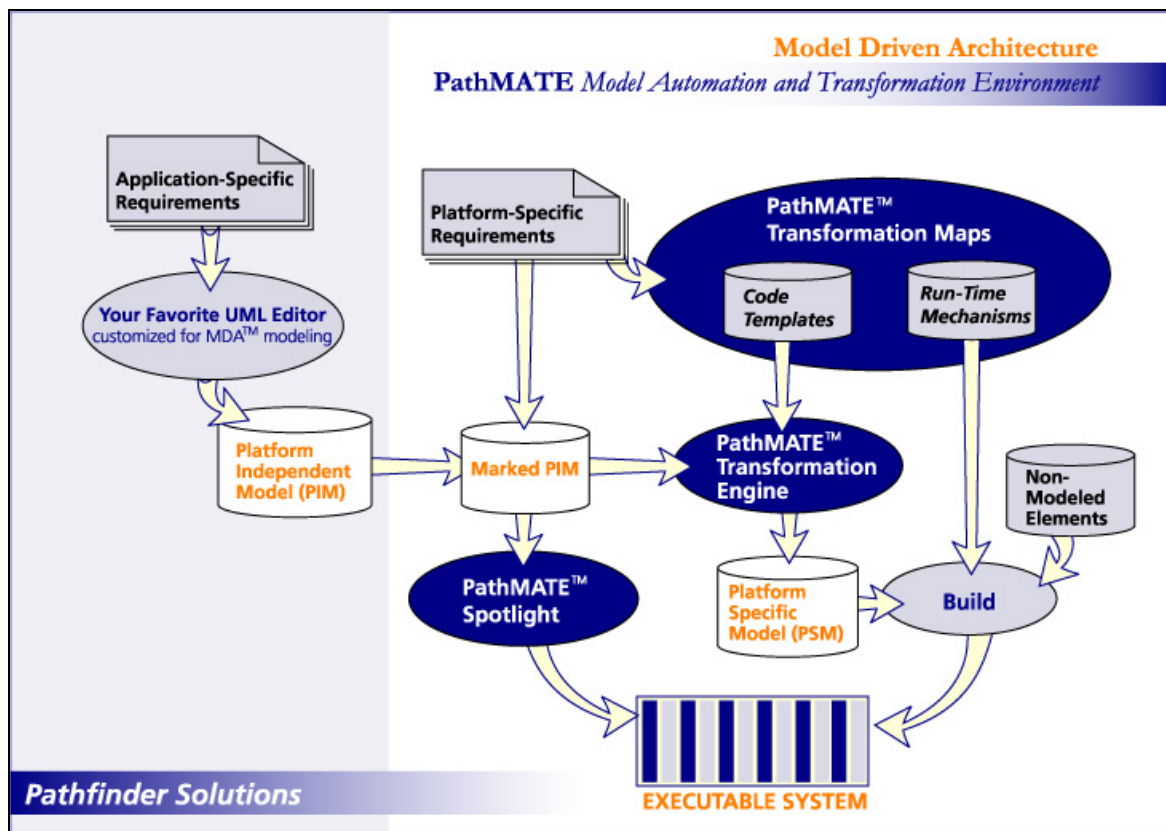 Model Driven Architecture
PathMATE Model Automation and Transformation Environment
Application-Specific
Requirements
Platform-Specific
Requirements
PathMATE™
Transformation Maps
Code
Templates
Run-Time
Mechanisms
Your Favorite UML Editor
customized for MDA™ modeling
Platform
Independent
Model (PIM)
Marked PIM
PathMATE™
Transformation
Engine
Non-
Modeled
Elements
PathMATE™
Spotlight
Platform
Specific
Model (PSM)
Build
EXECUTABLE SYSTEM
Pathfinder Solutions